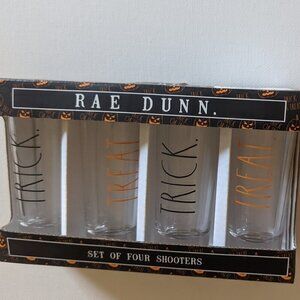 RAE DUNN.
TRICK.
TREAT
TRICK.
TREAT
SET OF FOUR SHOOTERS